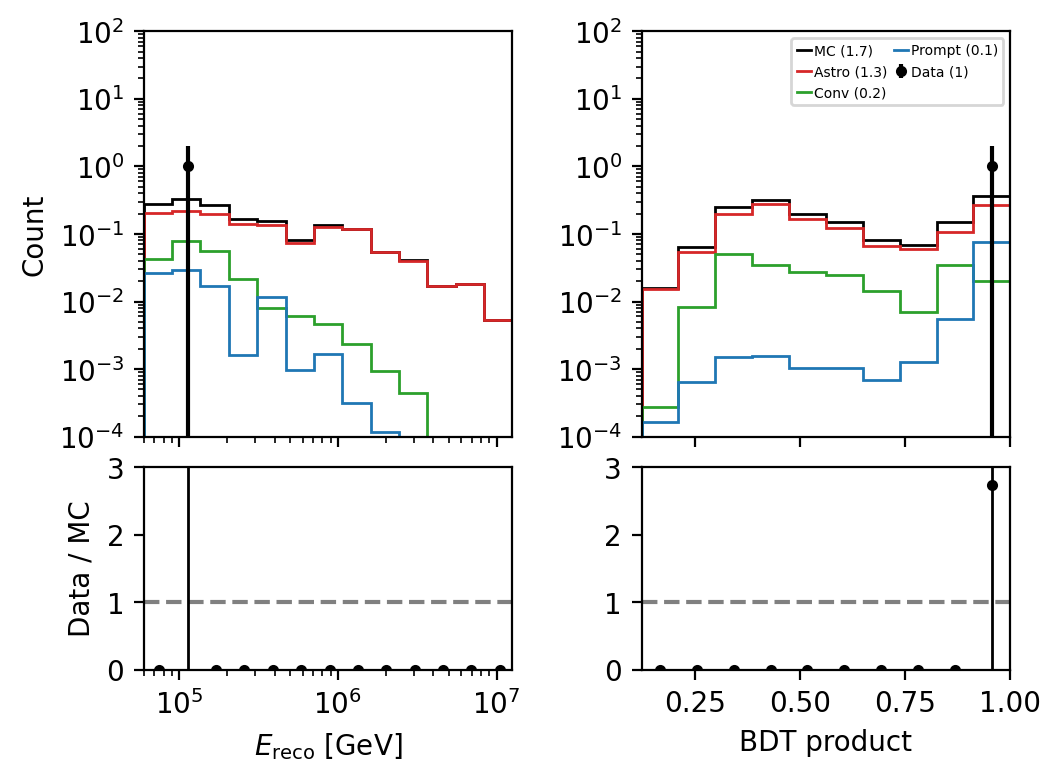 10²
10¹
10⁰
10⁻¹
10⁻²
10⁻³
10⁻⁴
Count
10²
10¹
10⁰
10⁻¹
10⁻²
10⁻³
10⁻⁴
MC (1.7)
Astro (1.3)
Conv (0.2)
Prompt (0.1)
Data (1)
3
2
1
0
Data / MC
10⁵ 10⁶ 10⁷
E_reco [GeV]
3
2
1
0
0.25 0.50 0.75 1.00
BDT product